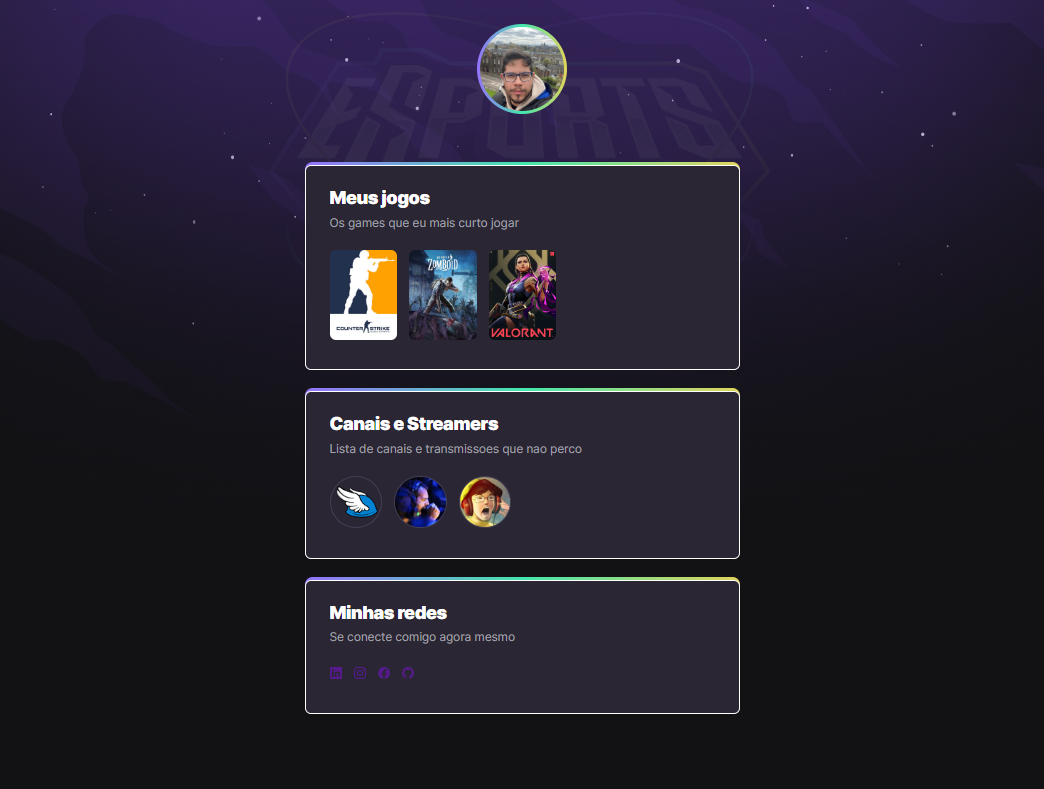 ESPORTS
Meus jogos
Os games que eu mais curto jogar
COUNTER STRIKE
ZOMBOID
VALORANT
Canais e Streamers
Lista de canais e transmissoes que nao perco
Minhas redes
Se conecte comigo agora mesmo
in